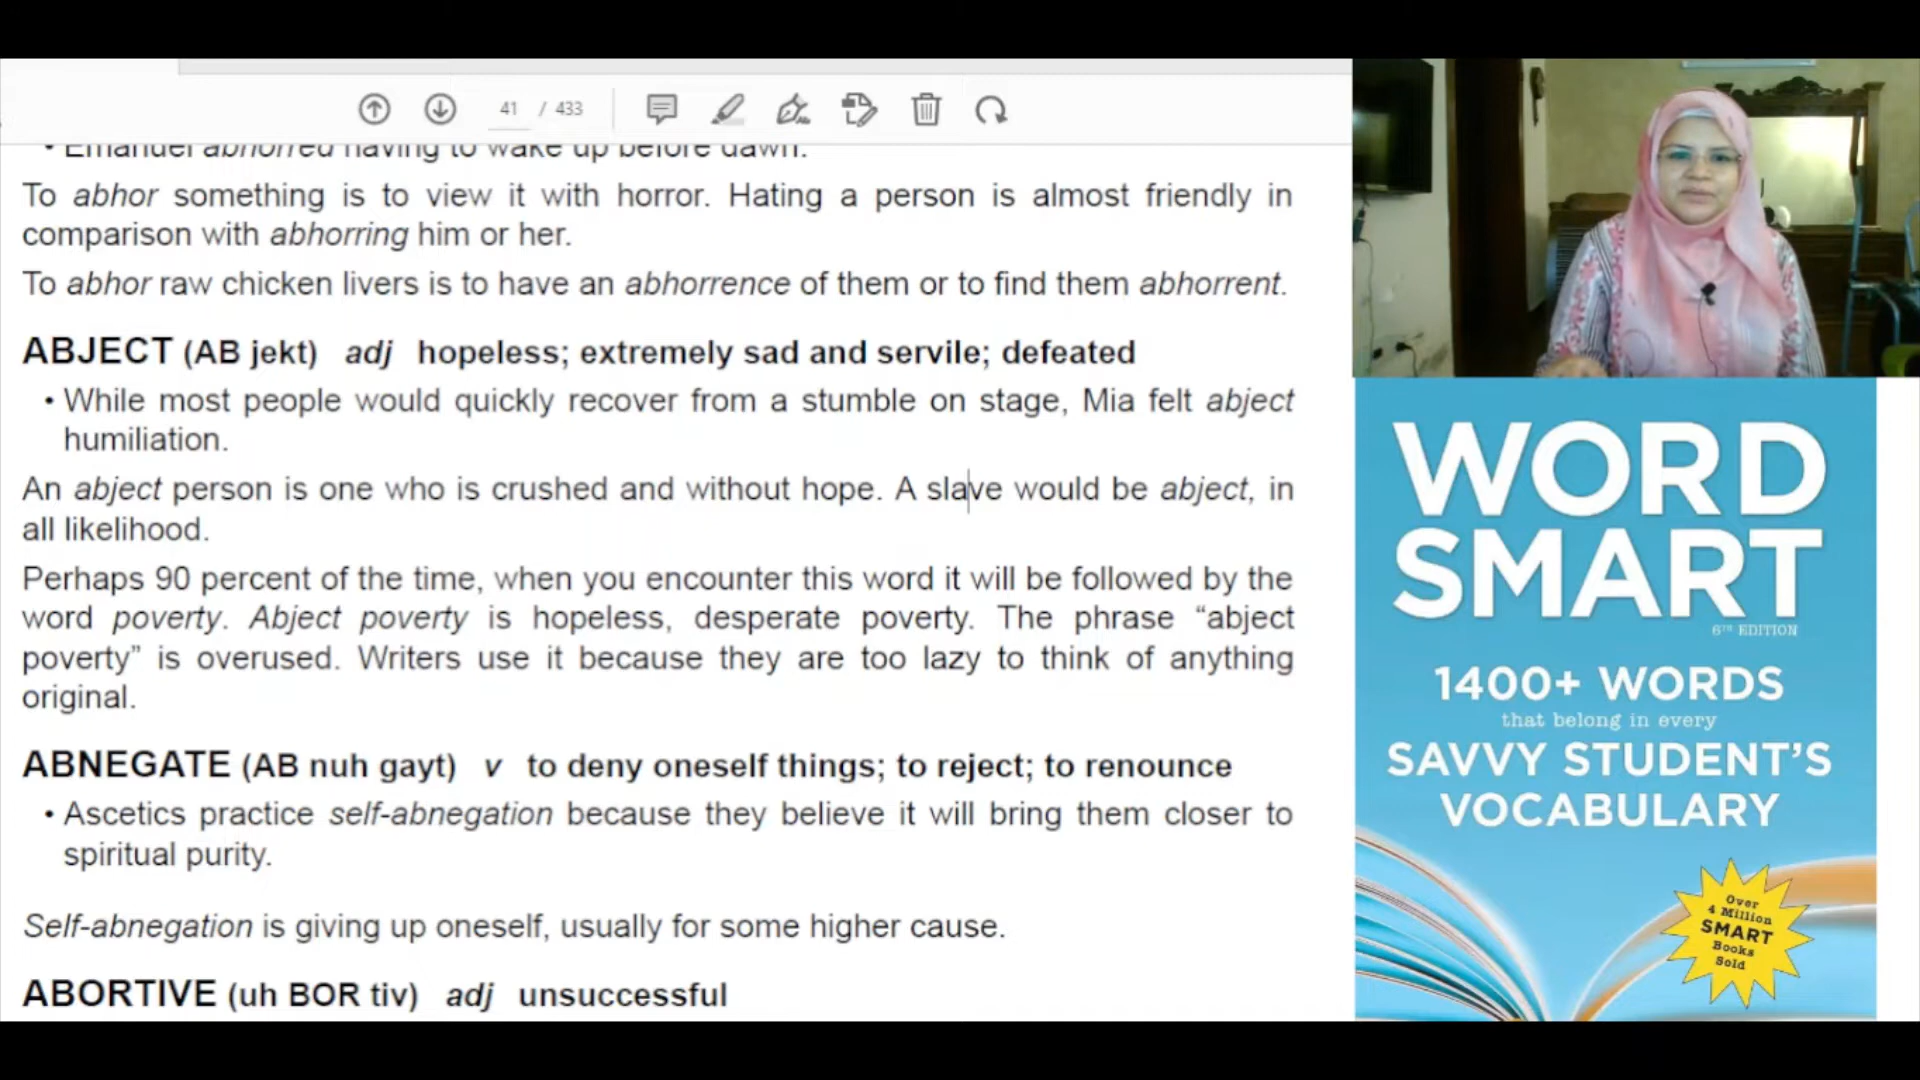 41 / 433
• Emanuel abhorred having to wake up before dawn.
To abhor something is to view it with horror. Hating a person is almost friendly in
comparison with abhorring him or her.
To abhor raw chicken livers is to have an abhorrence of them or to find them abhorrent.
ABJECT (AB jekt) adj hopeless; extremely sad and servile; defeated
• While most people would quickly recover from a stumble on stage, Mia felt abject
humiliation.
An abject person is one who is crushed and without hope. A slave would be abject, in
all likelihood.
Perhaps 90 percent of the time, when you encounter this word it will be followed by the
word poverty. Abject poverty is hopeless, desperate poverty. The phrase “abject
poverty” is overused. Writers use it because they are too lazy to think of anything
original.
ABNEGATE (AB nuh gayt) v to deny oneself things; to reject; to renounce
• Ascetics practice self-abnegation because they believe it will bring them closer to
spiritual purity.
Self-abnegation is giving up oneself, usually for some higher cause.
ABORTIVE (uh BOR tiv) adj unsuccessful
WORD
SMART
6TH EDITION
1400+ WORDS
that belong in every
SAVVY STUDENT’S
VOCABULARY
Over
4 Million
SMART
Books
Sold